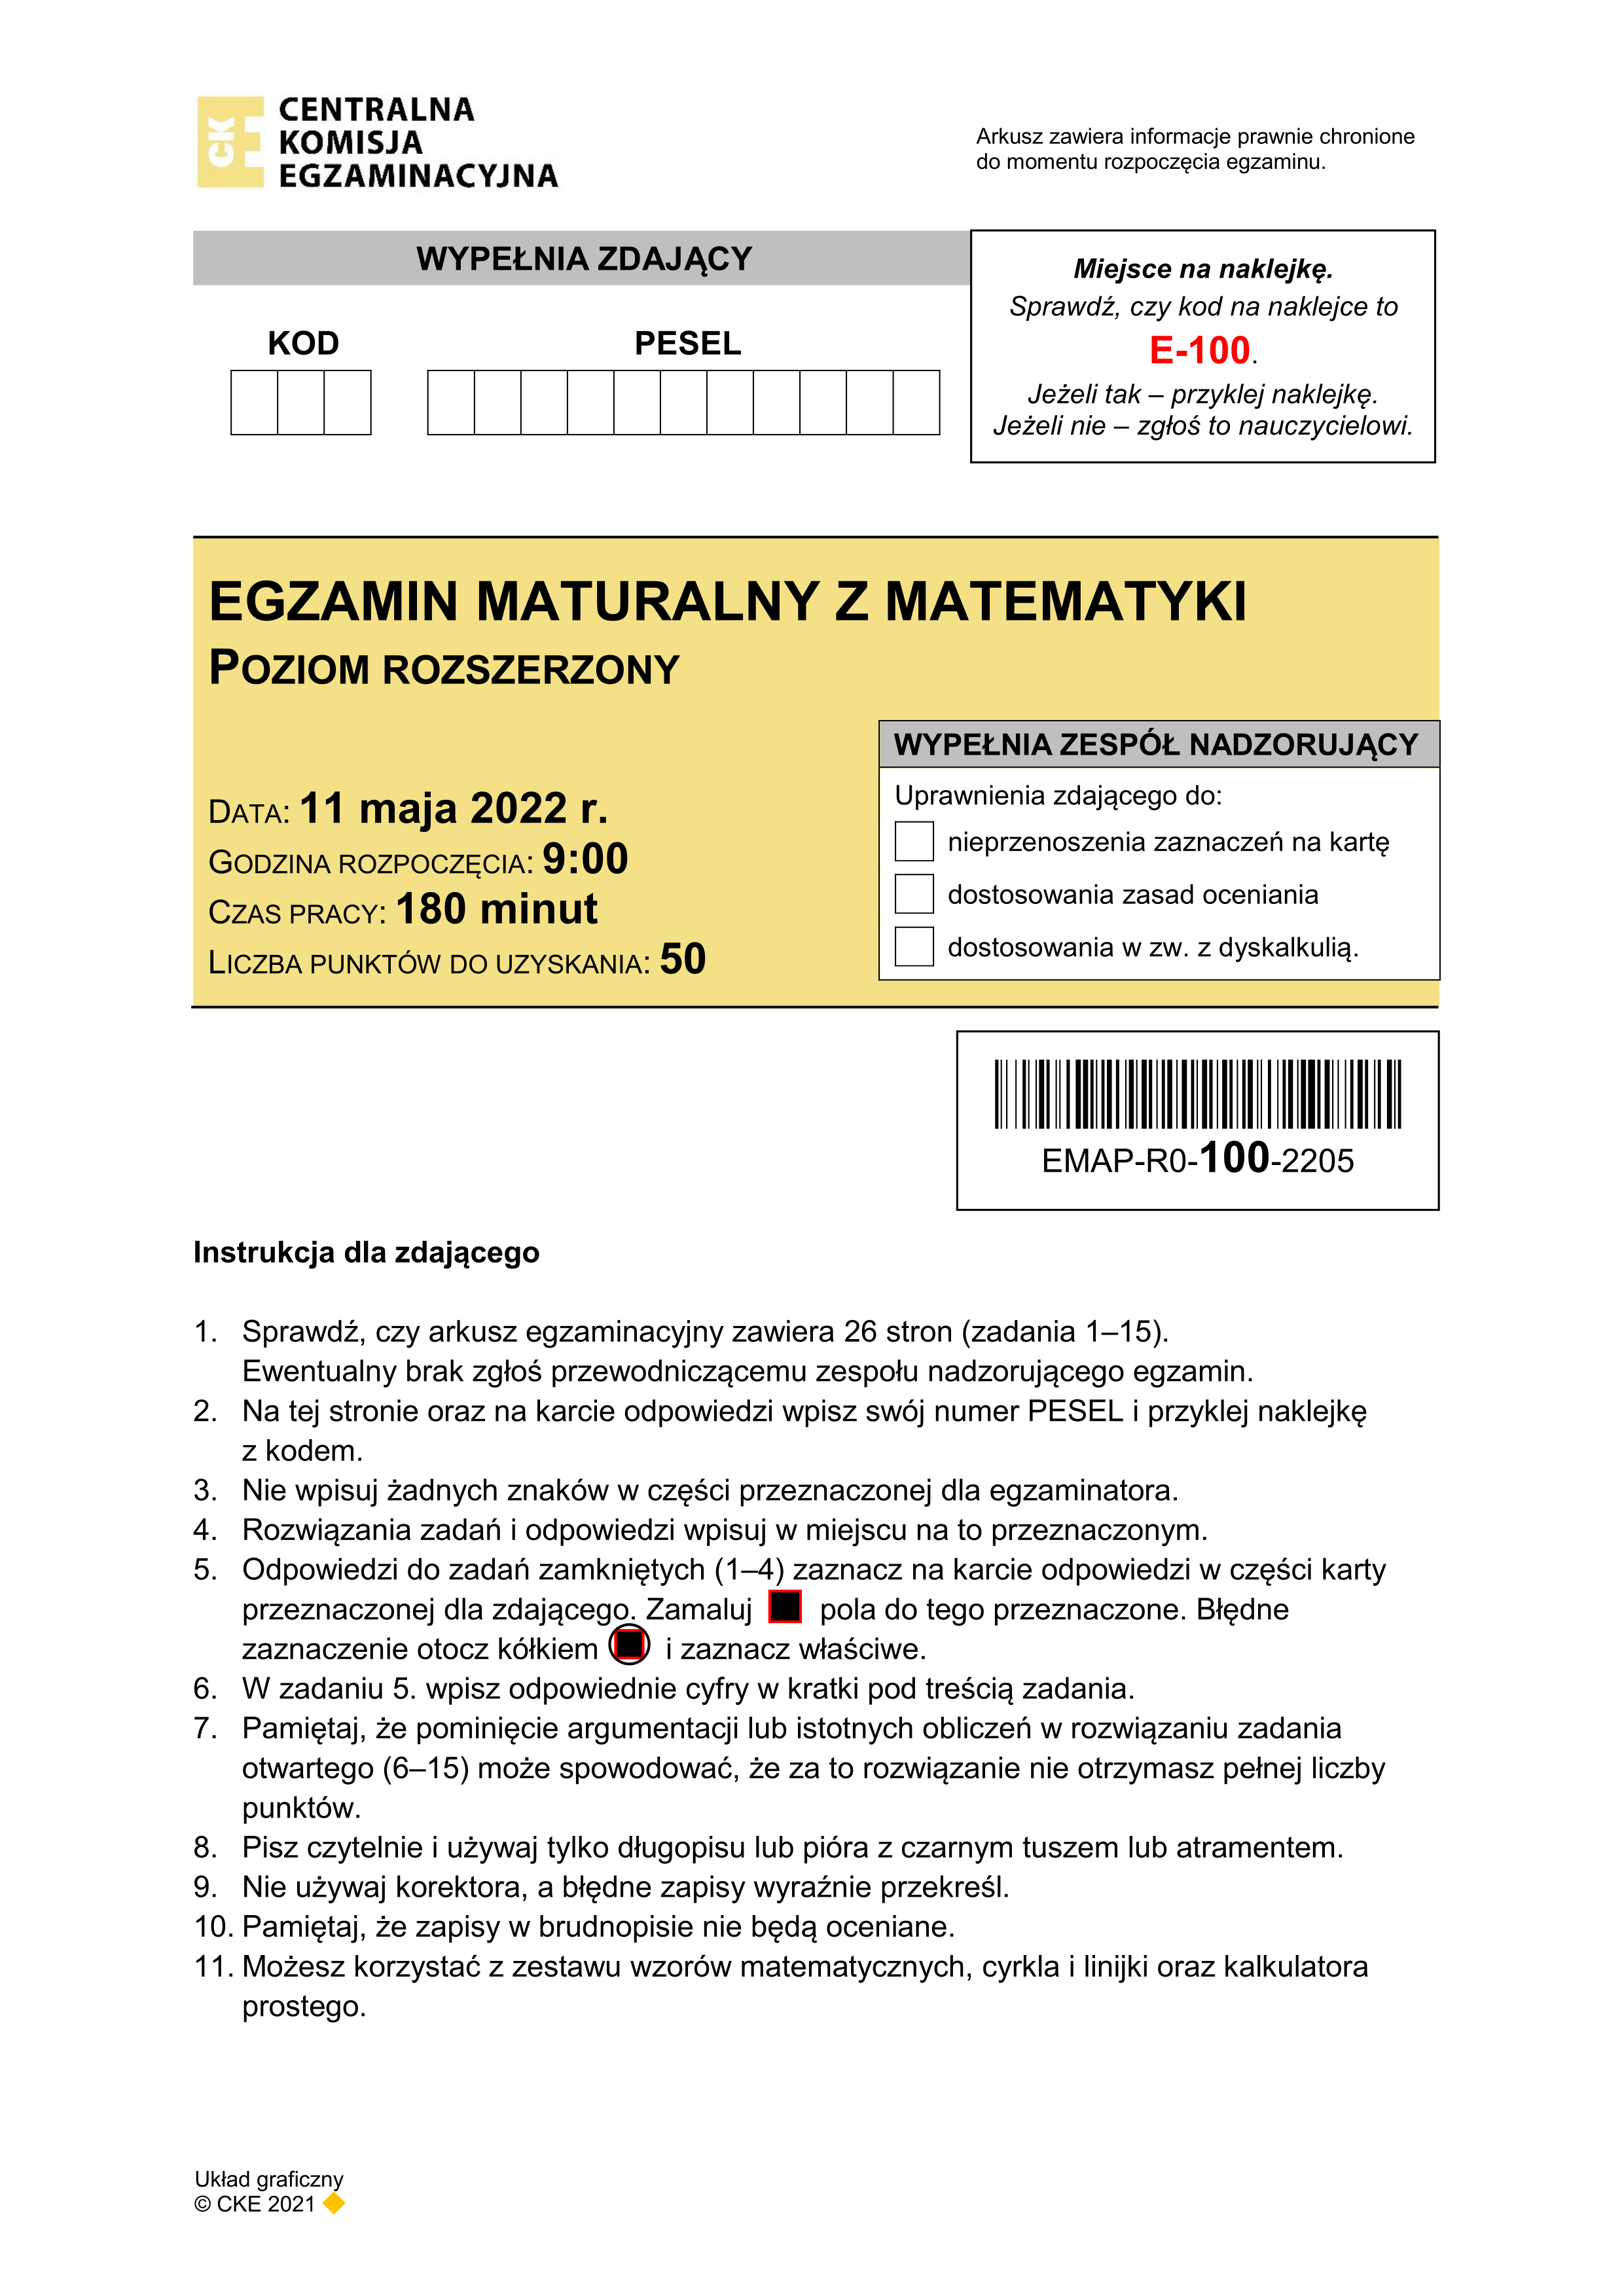 CK
CENTRALNA
KOMISJA
EGZAMINACYJNA
Arkusz zawiera informacje prawnie chronione
do momentu rozpoczęcia egzaminu.
WYPEŁNIA ZDAJĄCY
KOD
PESEL
Miejsce na naklejkę.
Sprawdź, czy kod na naklejce to
E-100.
Jeżeli tak – przyklej naklejkę.
Jeżeli nie – zgłoś to nauczycielowi.
EGZAMIN MATURALNY Z MATEMATYKI
POZIOM ROZSZERZONY
DATA: 11 maja 2022 r.
GODZINA ROZPOCZĘCIA: 9:00
CZAS PRACY: 180 minut
LICZBA PUNKTÓW DO UZYSKANIA: 50
WYPEŁNIA ZESPÓŁ NADZORUJĄCY
Uprawnienia zdającego do:
nieprzenoszenia zaznaczeń na kartę
dostosowania zasad oceniania
dostosowania w zw. z dyskalkulią.
EMAP-R0-100-2205
Instrukcja dla zdającego
1. Sprawdź, czy arkusz egzaminacyjny zawiera 26 stron (zadania 1–15).
Ewentualny brak zgłoś przewodniczącemu zespołu nadzorującego egzamin.
2. Na tej stronie oraz na karcie odpowiedzi wpisz swój numer PESEL i przyklej naklejkę
z kodem.
3. Nie wpisuj żadnych znaków w części przeznaczonej dla egzaminatora.
4. Rozwiązania zadań i odpowiedzi wpisuj w miejscu na to przeznaczonym.
5. Odpowiedzi do zadań zamkniętych (1–4) zaznacz na karcie odpowiedzi w części karty
przeznaczonej dla zdającego. Zamaluj pola do tego przeznaczone. Błędne
zaznaczenie otocz kółkiem i zaznacz właściwe.
6. W zadaniu 5. wpisz odpowiednie cyfry w kratki pod treścią zadania.
7. Pamiętaj, że pominięcie argumentacji lub istotnych obliczeń w rozwiązaniu zadania
otwartego (6–15) może spowodować, że za to rozwiązanie nie otrzymasz pełnej liczby
punktów.
8. Pisz czytelnie i używaj tylko długopisu lub pióra z czarnym tuszem lub atramentem.
9. Nie używaj korektora, a błędne zapisy wyraźnie przekreśl.
10. Pamiętaj, że zapisy w brudnopisie nie będą oceniane.
11. Możesz korzystać z zestawu wzorów matematycznych, cyrkla i linijki oraz kalkulatora
prostego.
Układ graficzny
© CKE 2021